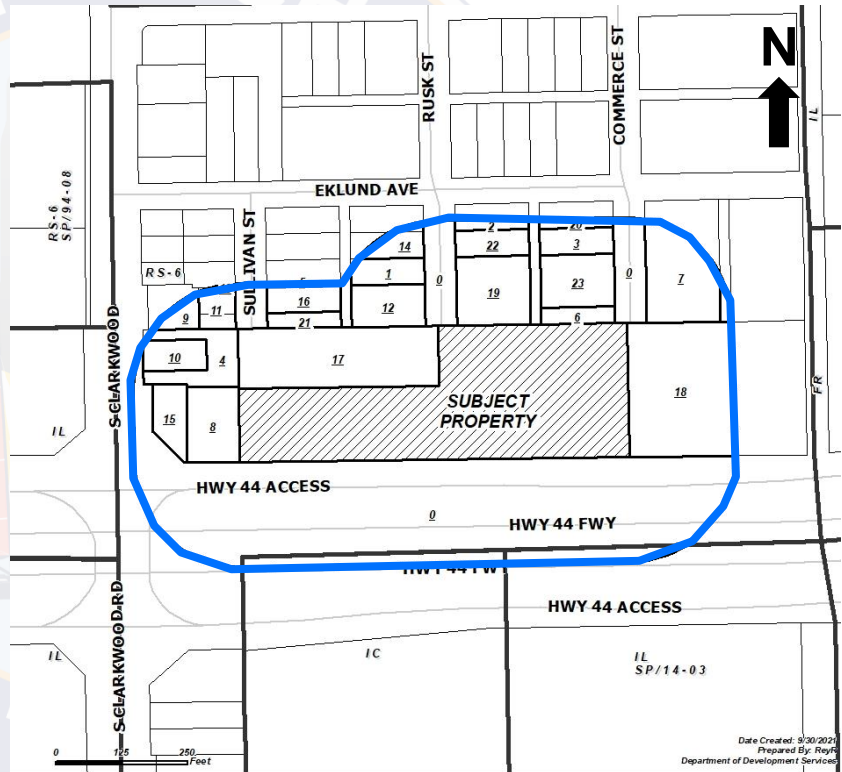 N
RUSK ST
COMMERCE ST
IL
RS-6
SP/94-08
EKLUND AVE
SULLIVAN ST
2
20
14
22
3
RS-6
1
0
0
7
5
16
19
23
12
11
9
21
6
S CLARKWOOD
10
4
17
18
FR
SUBJECT
PROPERTY
15
8
IL
HWY 44 ACCESS
0
HWY 44 FWY
HWY 44 FWY
HWY 44 ACCESS
S CLARKWOOD RD
IL
IC
IL
SP/14-03
0 125 250
Feet
Date Created: 9/30/2021
Prepared By: ReyR
Department of Development Services